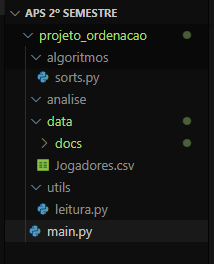 APS 2º SEMESTRE
projeto_ordenacao
algoritmos
sorts.py
analise
data
docs
Jogadores.csv
utils
leitura.py
main.py